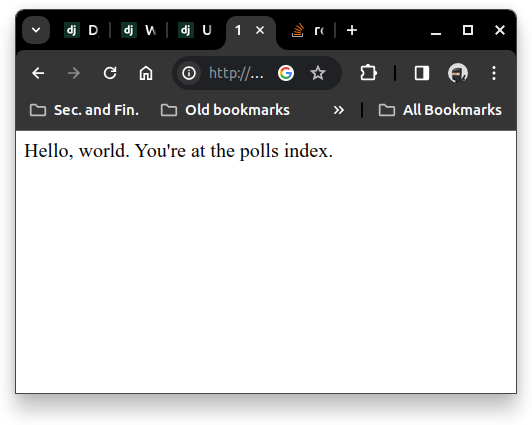 dj D dj W dj U 1 r
http://...
Sec. and Fin. Old bookmarks » All Bookmarks
Hello, world. You're at the polls index.